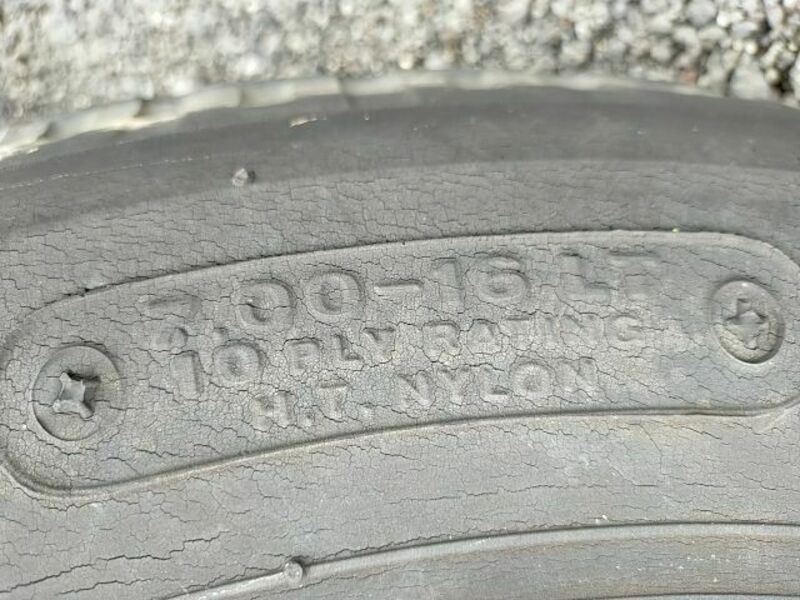 7.00-16 LT
10 PLY RATING
H.T. NYLON